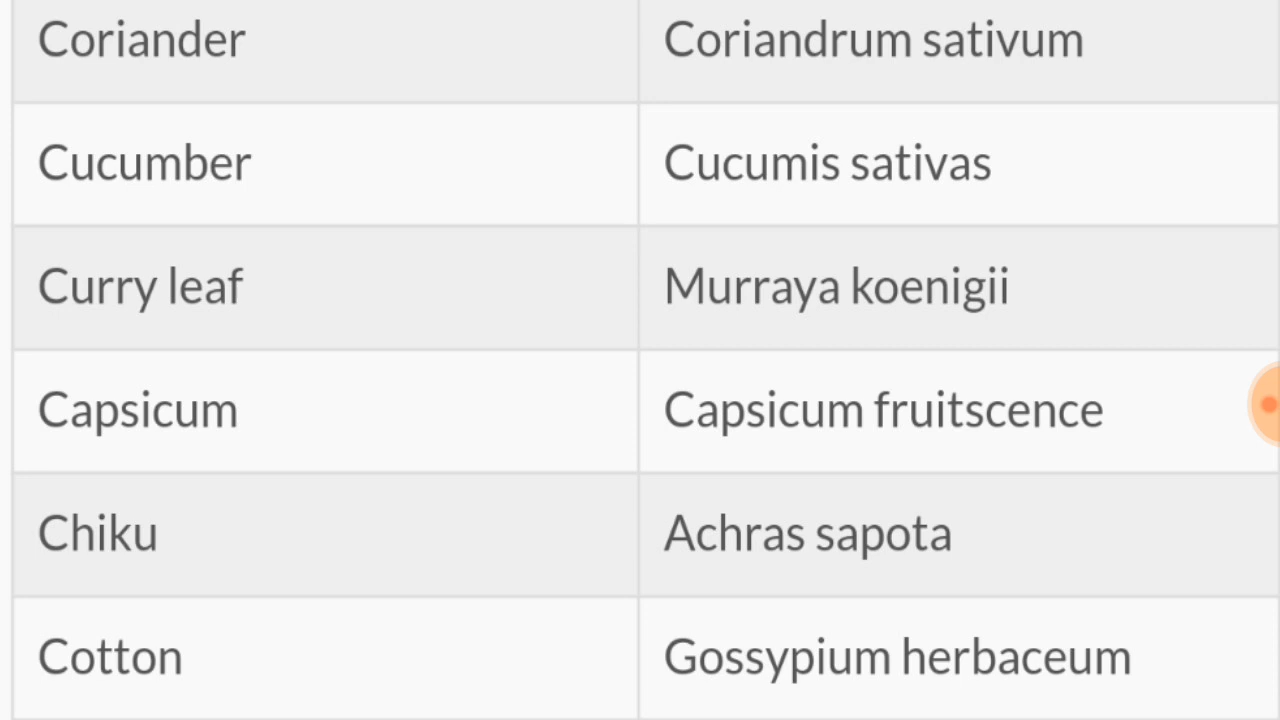 Coriander Coriandrum sativum
Cucumber Cucumis sativas
Curry leaf Murraya koenigii
Capsicum Capsicum fruitscence
Chiku Achras sapota
Cotton Gossypium herbaceum